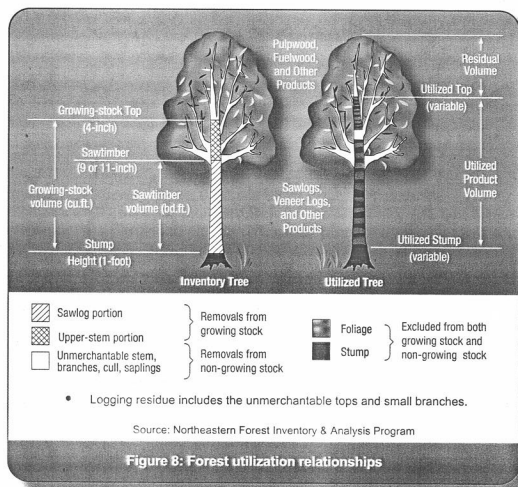 Pulpwood,
Fuelwood,
and Other
Products
Residual
Volume
Utilized Top
(variable)
Growing-stock Top
(4-inch)
Sawtimber
(9 or 11-inch)
Growing-stock
volume (cu.ft.)
Sawtimber
volume (bd.ft.)
Sawlogs,
Veneer Logs,
and Other
Products
Utilized
Product
Volume
Stump
Height (1-foot)
Utilized Stump
(variable)
Inventory Tree
Utilized Tree
Sawlog portion
Upper-stem portion
Removals from
growing stock
Unmerchantable stem,
branches, cull, saplings
Removals from
non-growing stock
Foliage
Stump
Excluded from both
growing stock and
non-growing stock
• Logging residue includes the unmerchantable tops and small branches.
Source: Northeastern Forest Inventory & Analysis Program
Figure 8: Forest utilization relationships